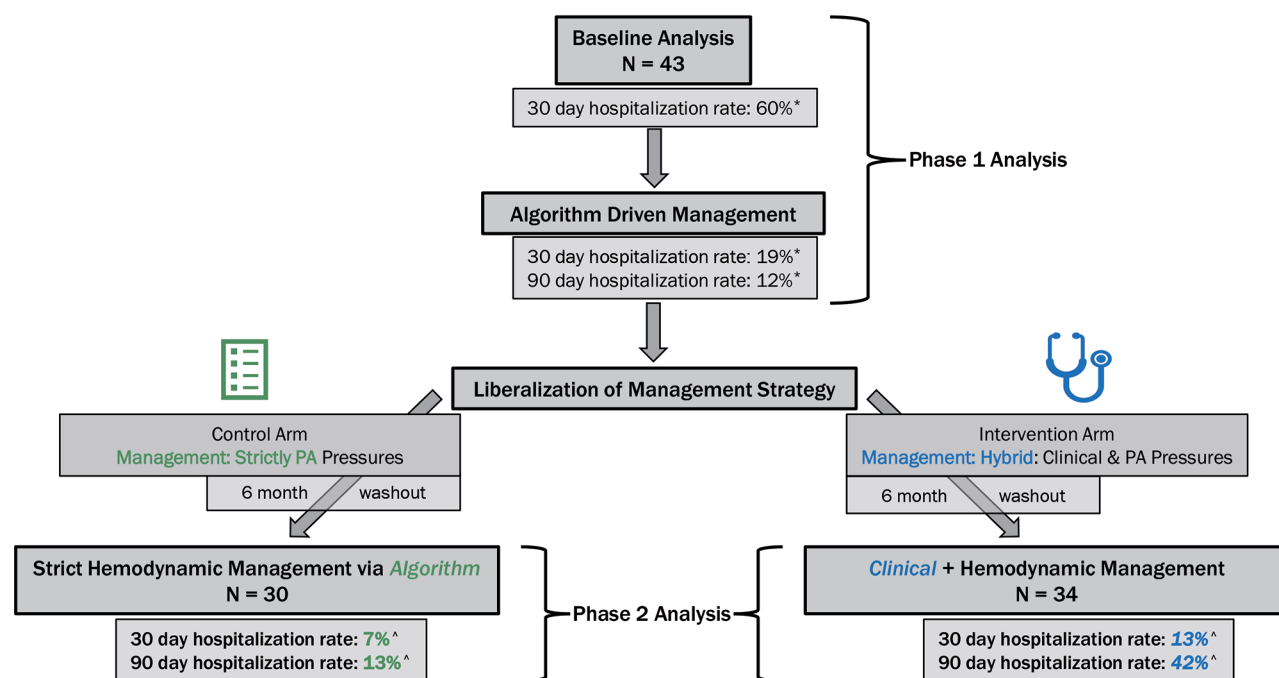 Baseline Analysis
N = 43
30 day hospitalization rate: 60%*
Phase 1 Analysis
Algorithm Driven Management
30 day hospitalization rate: 19%*
90 day hospitalization rate: 12%*
Liberalization of Management Strategy
Control Arm
Management: Strictly PA Pressures
6 month washout
Intervention Arm
Management: Hybrid: Clinical & PA Pressures
6 month washout
Strict Hemodynamic Management via Algorithm
N = 30
30 day hospitalization rate: 7%^
90 day hospitalization rate: 13%^
Phase 2 Analysis
Clinical + Hemodynamic Management
N = 34
30 day hospitalization rate: 13%^
90 day hospitalization rate: 42%^